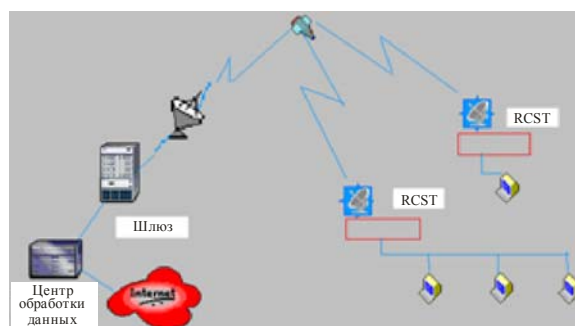 RCST
RCST
Шлюз
Центр
обработки
данных
Internet